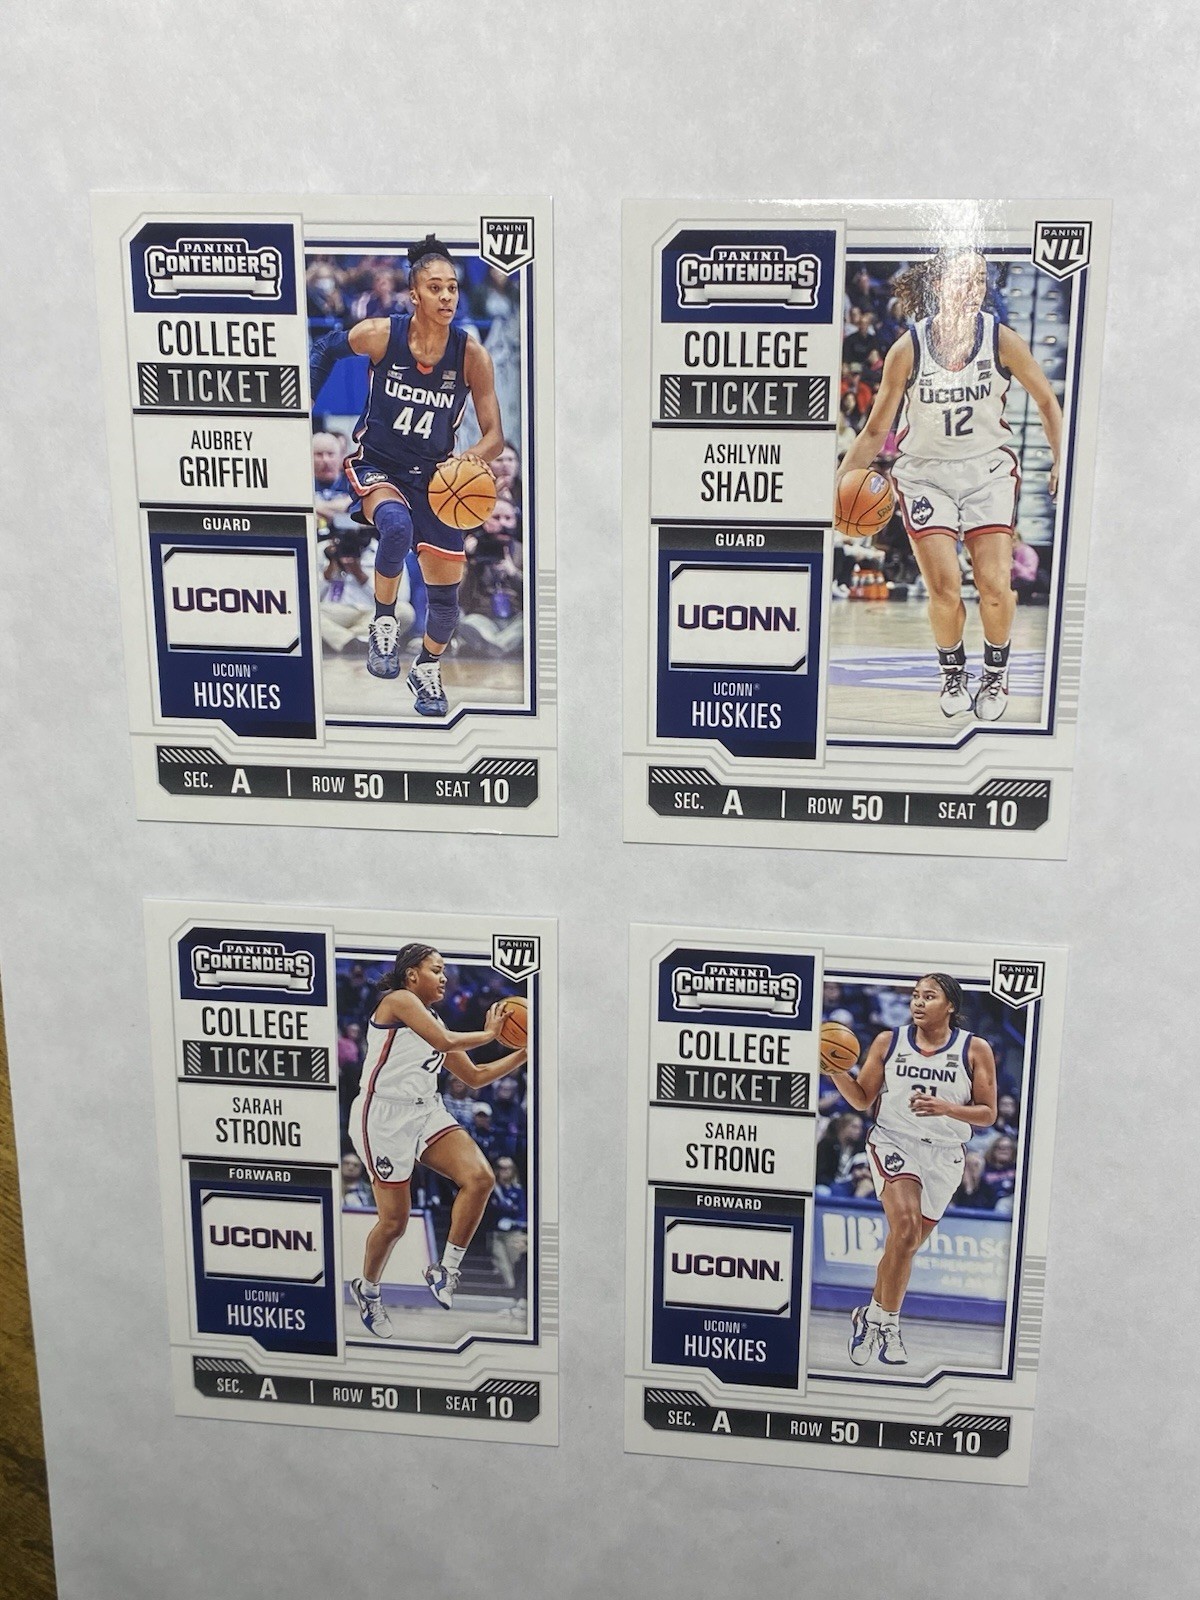 PANINI
CONTENDERS
COLLEGE
TICKET
AUBREY
GRIFFIN
GUARD
UCONN.
UCONN®
HUSKIES
PANINI
NIL
UCONN
44
SEC. A | ROW 50 | SEAT 10
PANINI
CONTENDERS
COLLEGE
TICKET
ASHLYNN
SHADE
GUARD
UCONN.
UCONN®
HUSKIES
PANINI
NIL
UCONN
12
SEC. A | ROW 50 | SEAT 10
PANINI
CONTENDERS
COLLEGE
TICKET
SARAH
STRONG
FORWARD
UCONN.
UCONN®
HUSKIES
PANINI
NIL
21
SEC. A | ROW 50 | SEAT 10
PANINI
CONTENDERS
COLLEGE
TICKET
SARAH
STRONG
FORWARD
UCONN.
UCONN®
HUSKIES
PANINI
NIL
UCONN
21
SEC. A | ROW 50 | SEAT 10